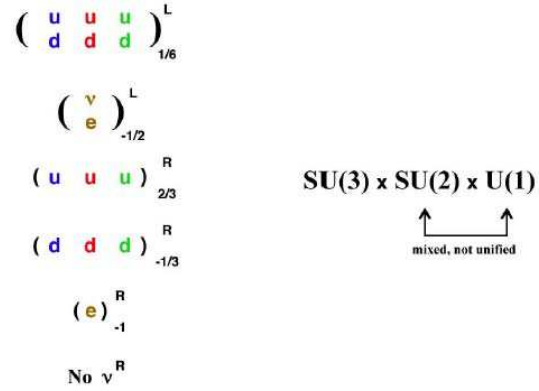 ( u u u ) L
( d d d ) 1/6
( ν ) L
( e ) -1/2
( u u u ) R 2/3
SU(3) x SU(2) x U(1)
mixed, not unified
( d d d ) R -1/3
( e ) R -1
No ν R